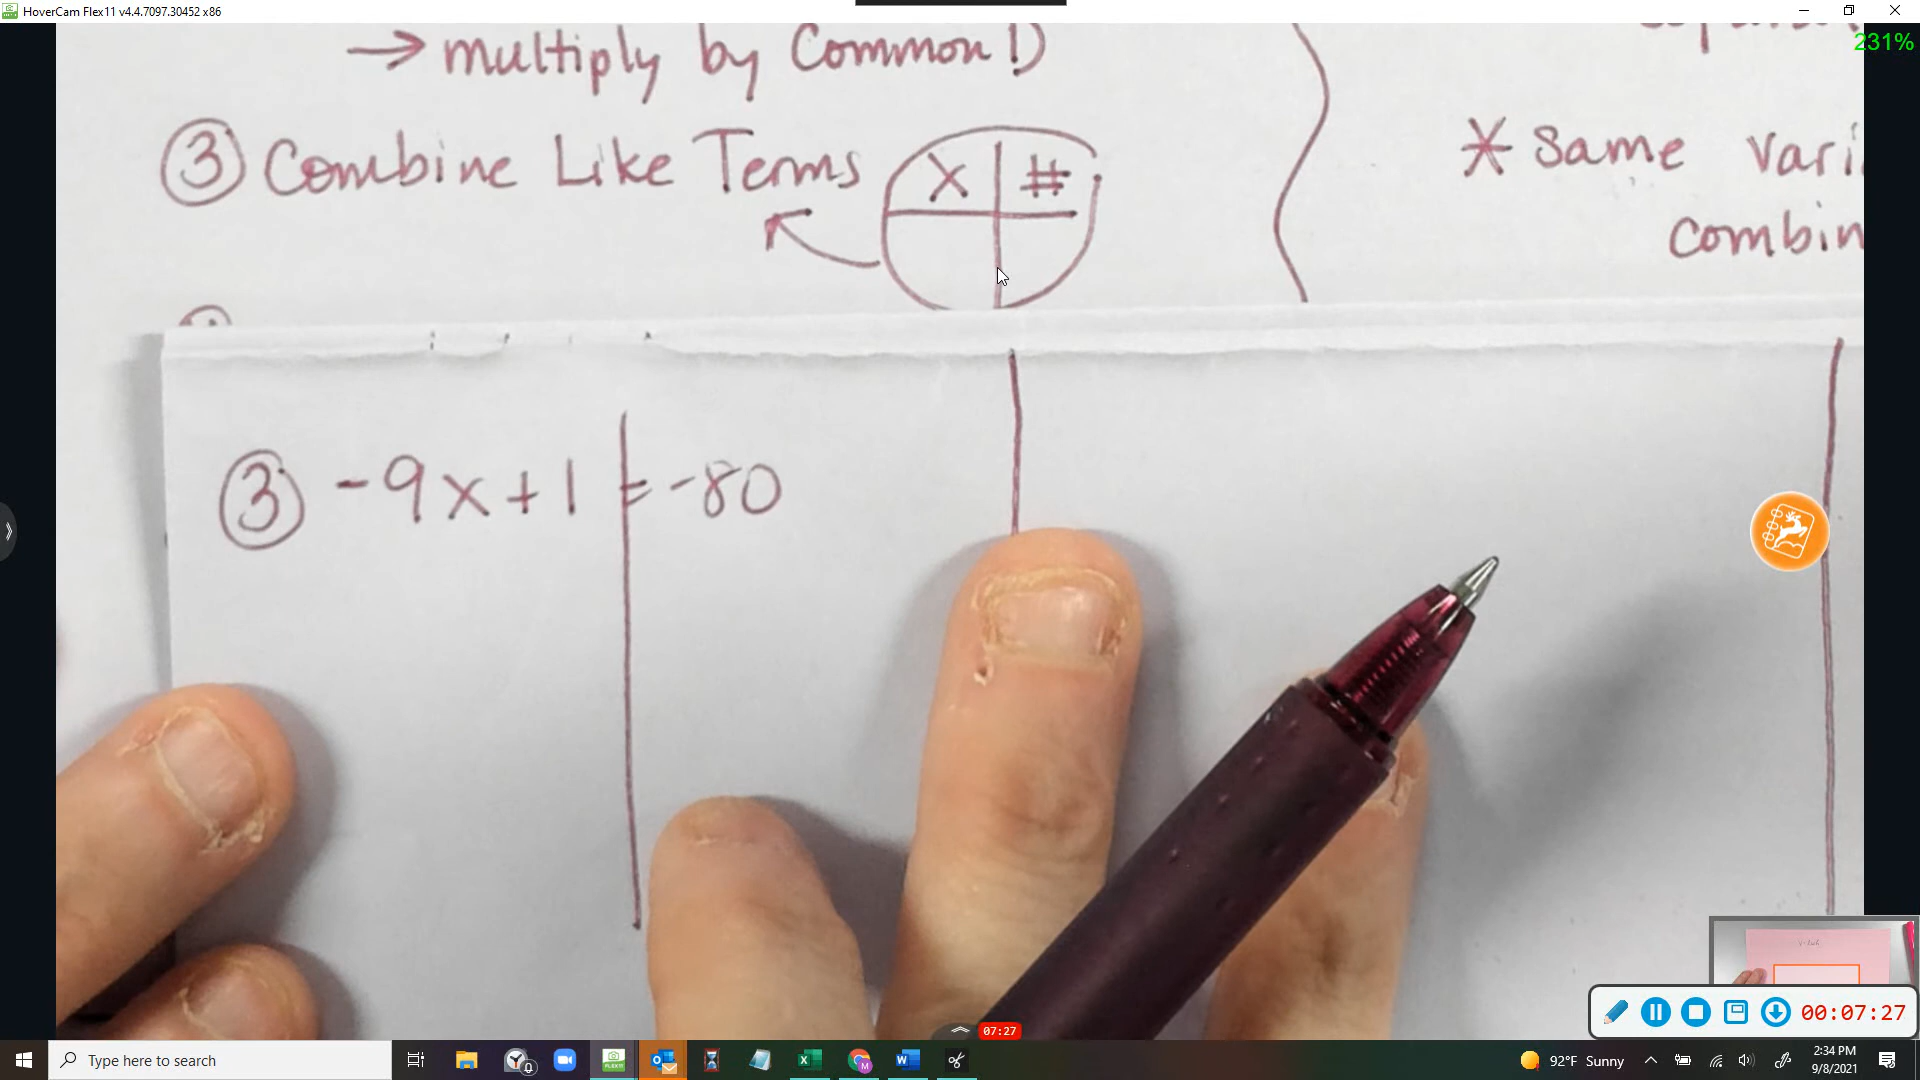 HoverCam Flex11 v4.4.7097.30452 x86
231%
→ multiply by Common D
③ Combine Like Terms
X #
* Same Vari
combin
③ -9x+1 = -80
00:07:27
07:27
Type here to search
92°F Sunny
2:34 PM
9/8/2021